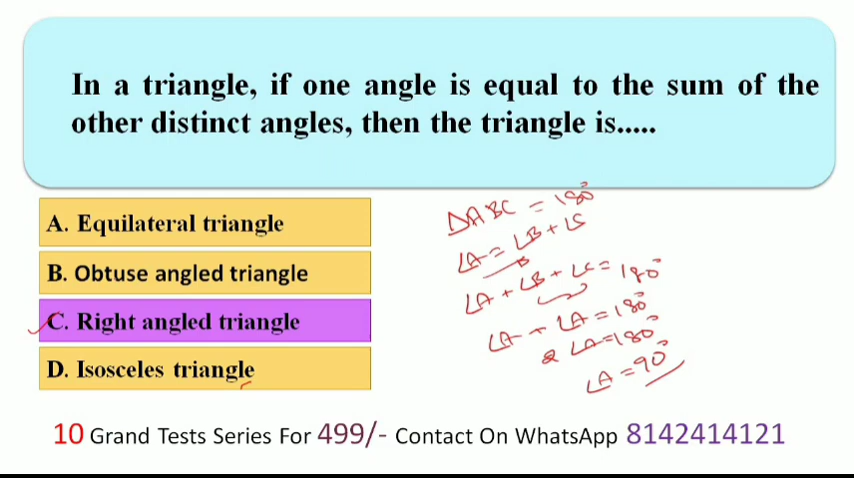 In a triangle, if one angle is equal to the sum of the
other distinct angles, then the triangle is.....
A. Equilateral triangle
B. Obtuse angled triangle
C. Right angled triangle
D. Isosceles triangle
ΔABC = 180°
∠A = ∠B + ∠C
∠A + ∠B + ∠C = 180°
∠A + ∠A = 180°
2 ∠A = 180°
∠A = 90°
10 Grand Tests Series For 499/- Contact On WhatsApp 8142414121